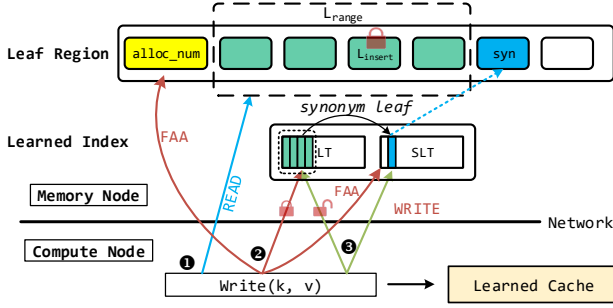 L_range
Leaf Region
alloc_num
L_insert
syn
synonym leaf
Learned Index
LT
SLT
FAA
READ
FAA
WRITE
Memory Node
Network
Compute Node
❶
❷
❸
Write(k, v)
Learned Cache